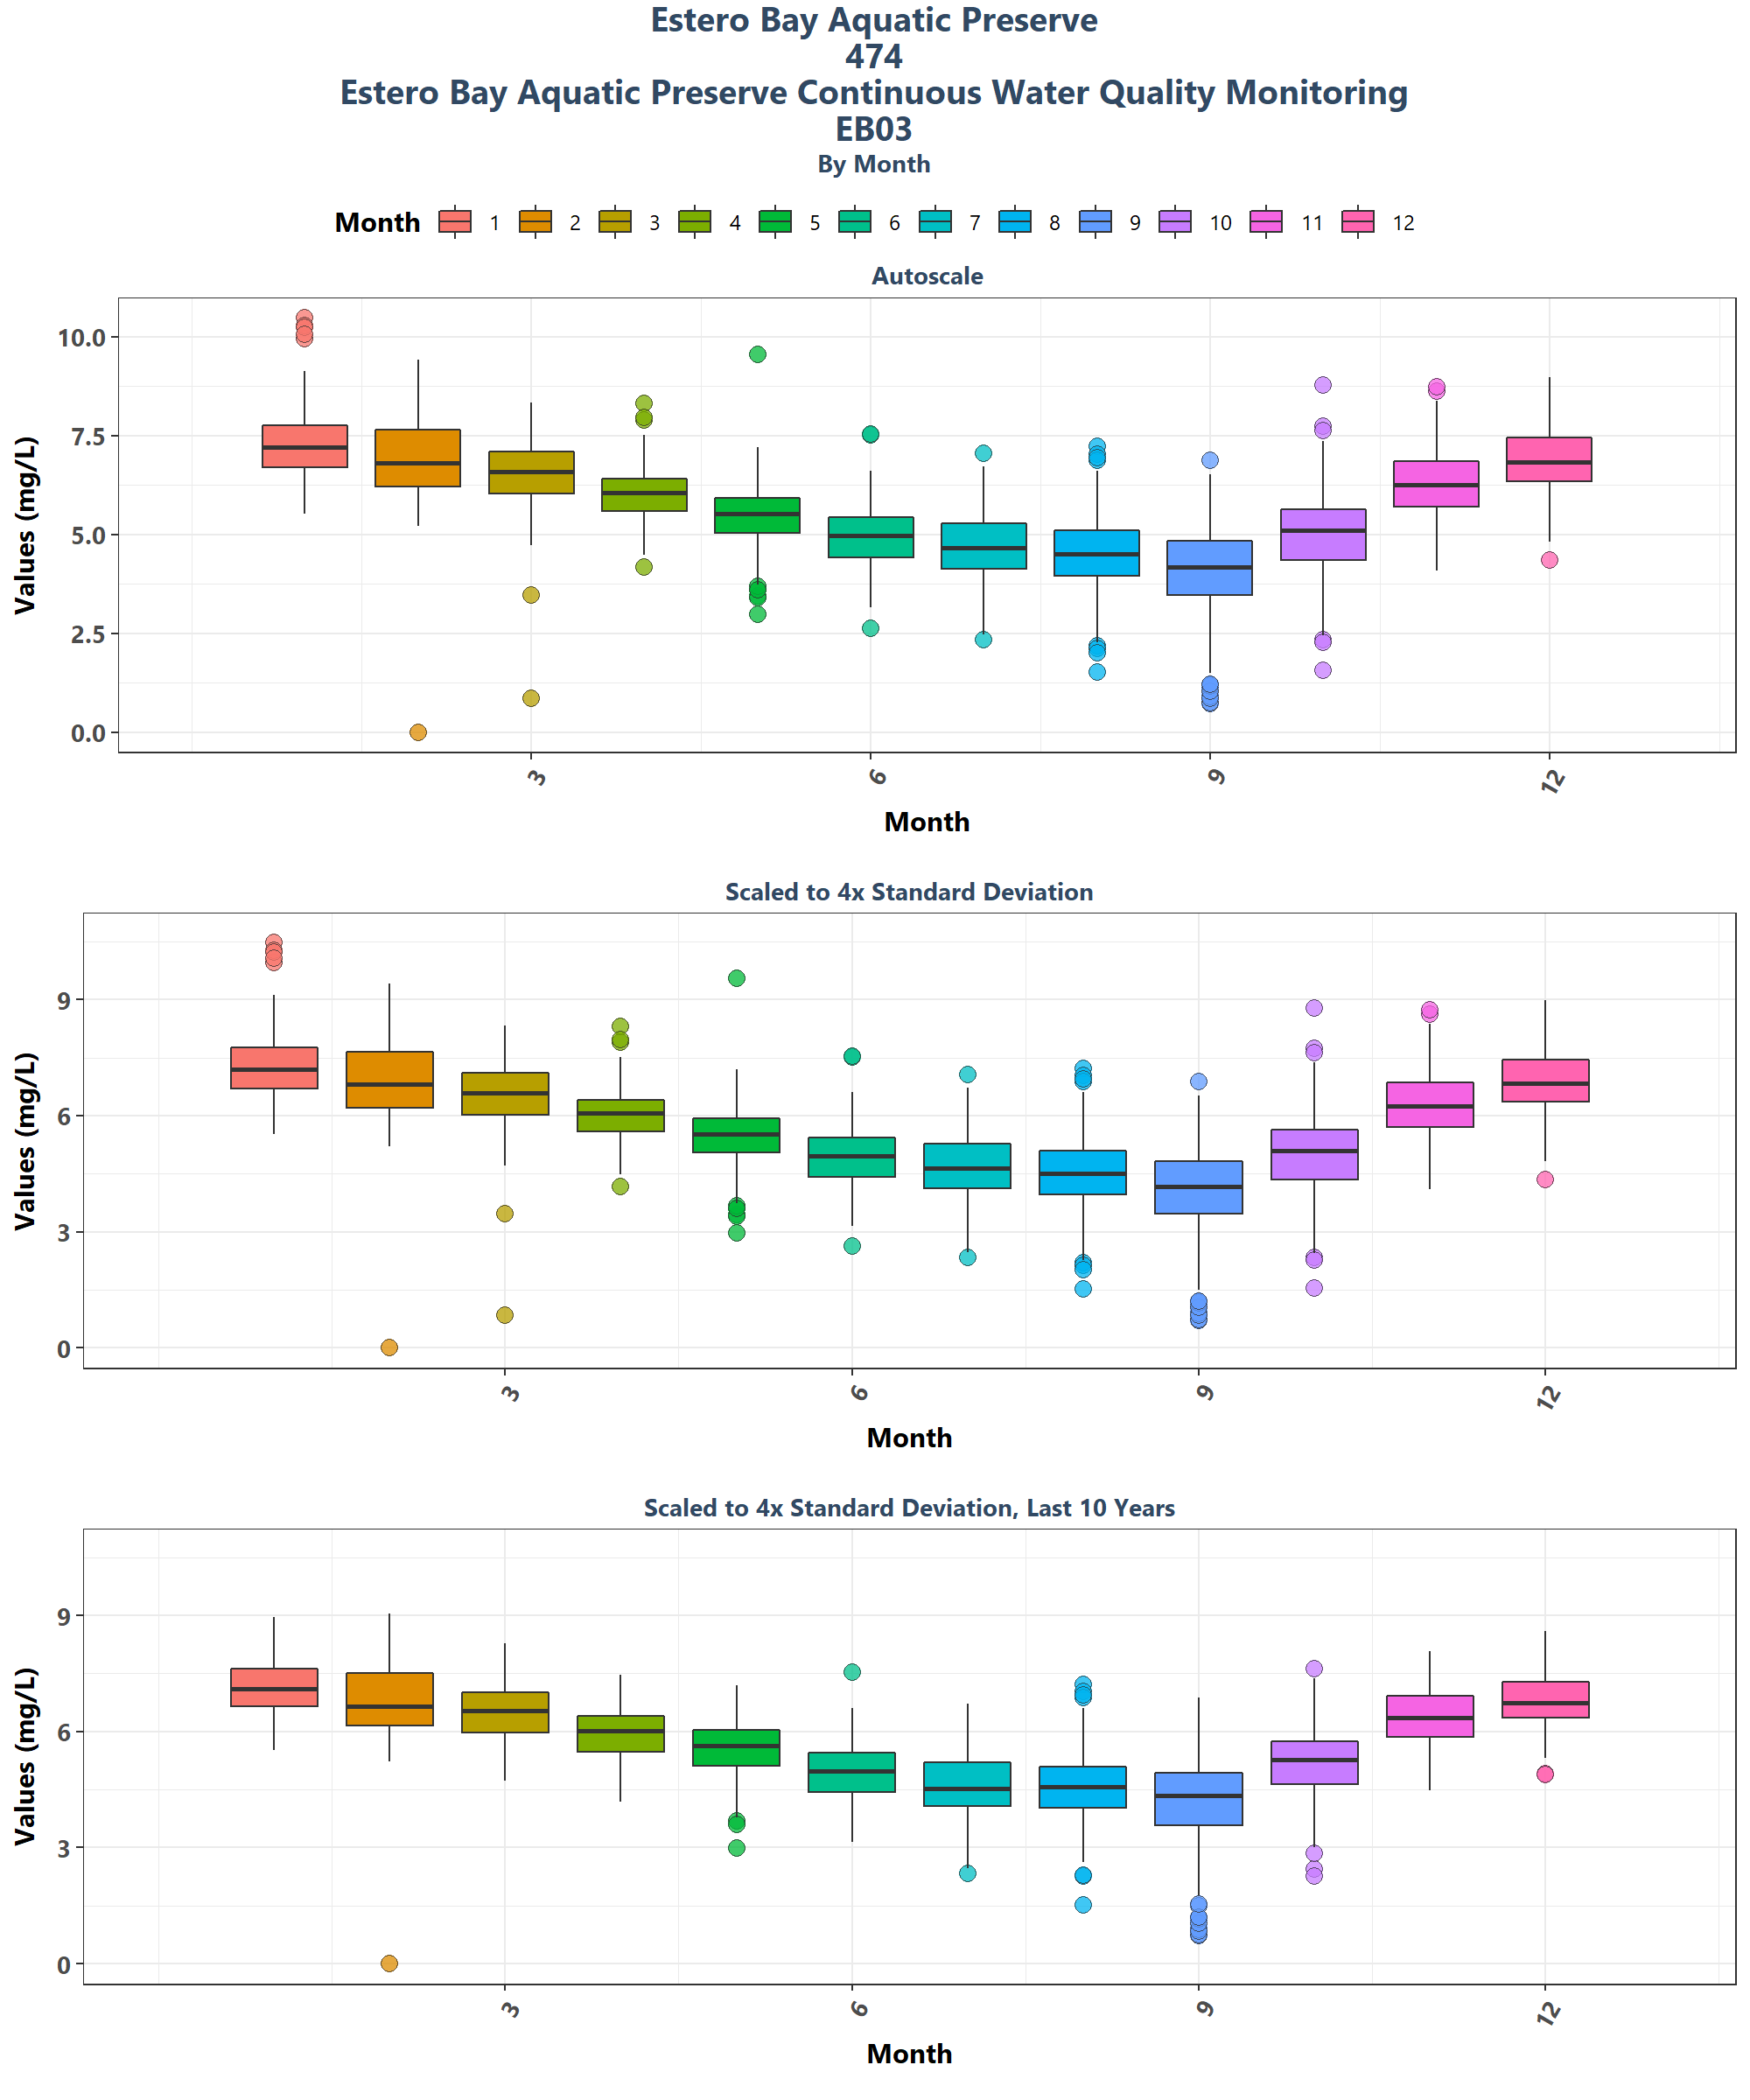 Estero Bay Aquatic Preserve
474
Estero Bay Aquatic Preserve Continuous Water Quality Monitoring
EB03
By Month
Month 1 2 3 4 5 6 7 8 9 10 11 12
Autoscale
Values (mg/L)
10.0
7.5
5.0
2.5
0.0
3 6 9 12
Month
Scaled to 4x Standard Deviation
Values (mg/L)
9
6
3
0
3 6 9 12
Month
Scaled to 4x Standard Deviation, Last 10 Years
Values (mg/L)
9
6
3
0
3 6 9 12
Month